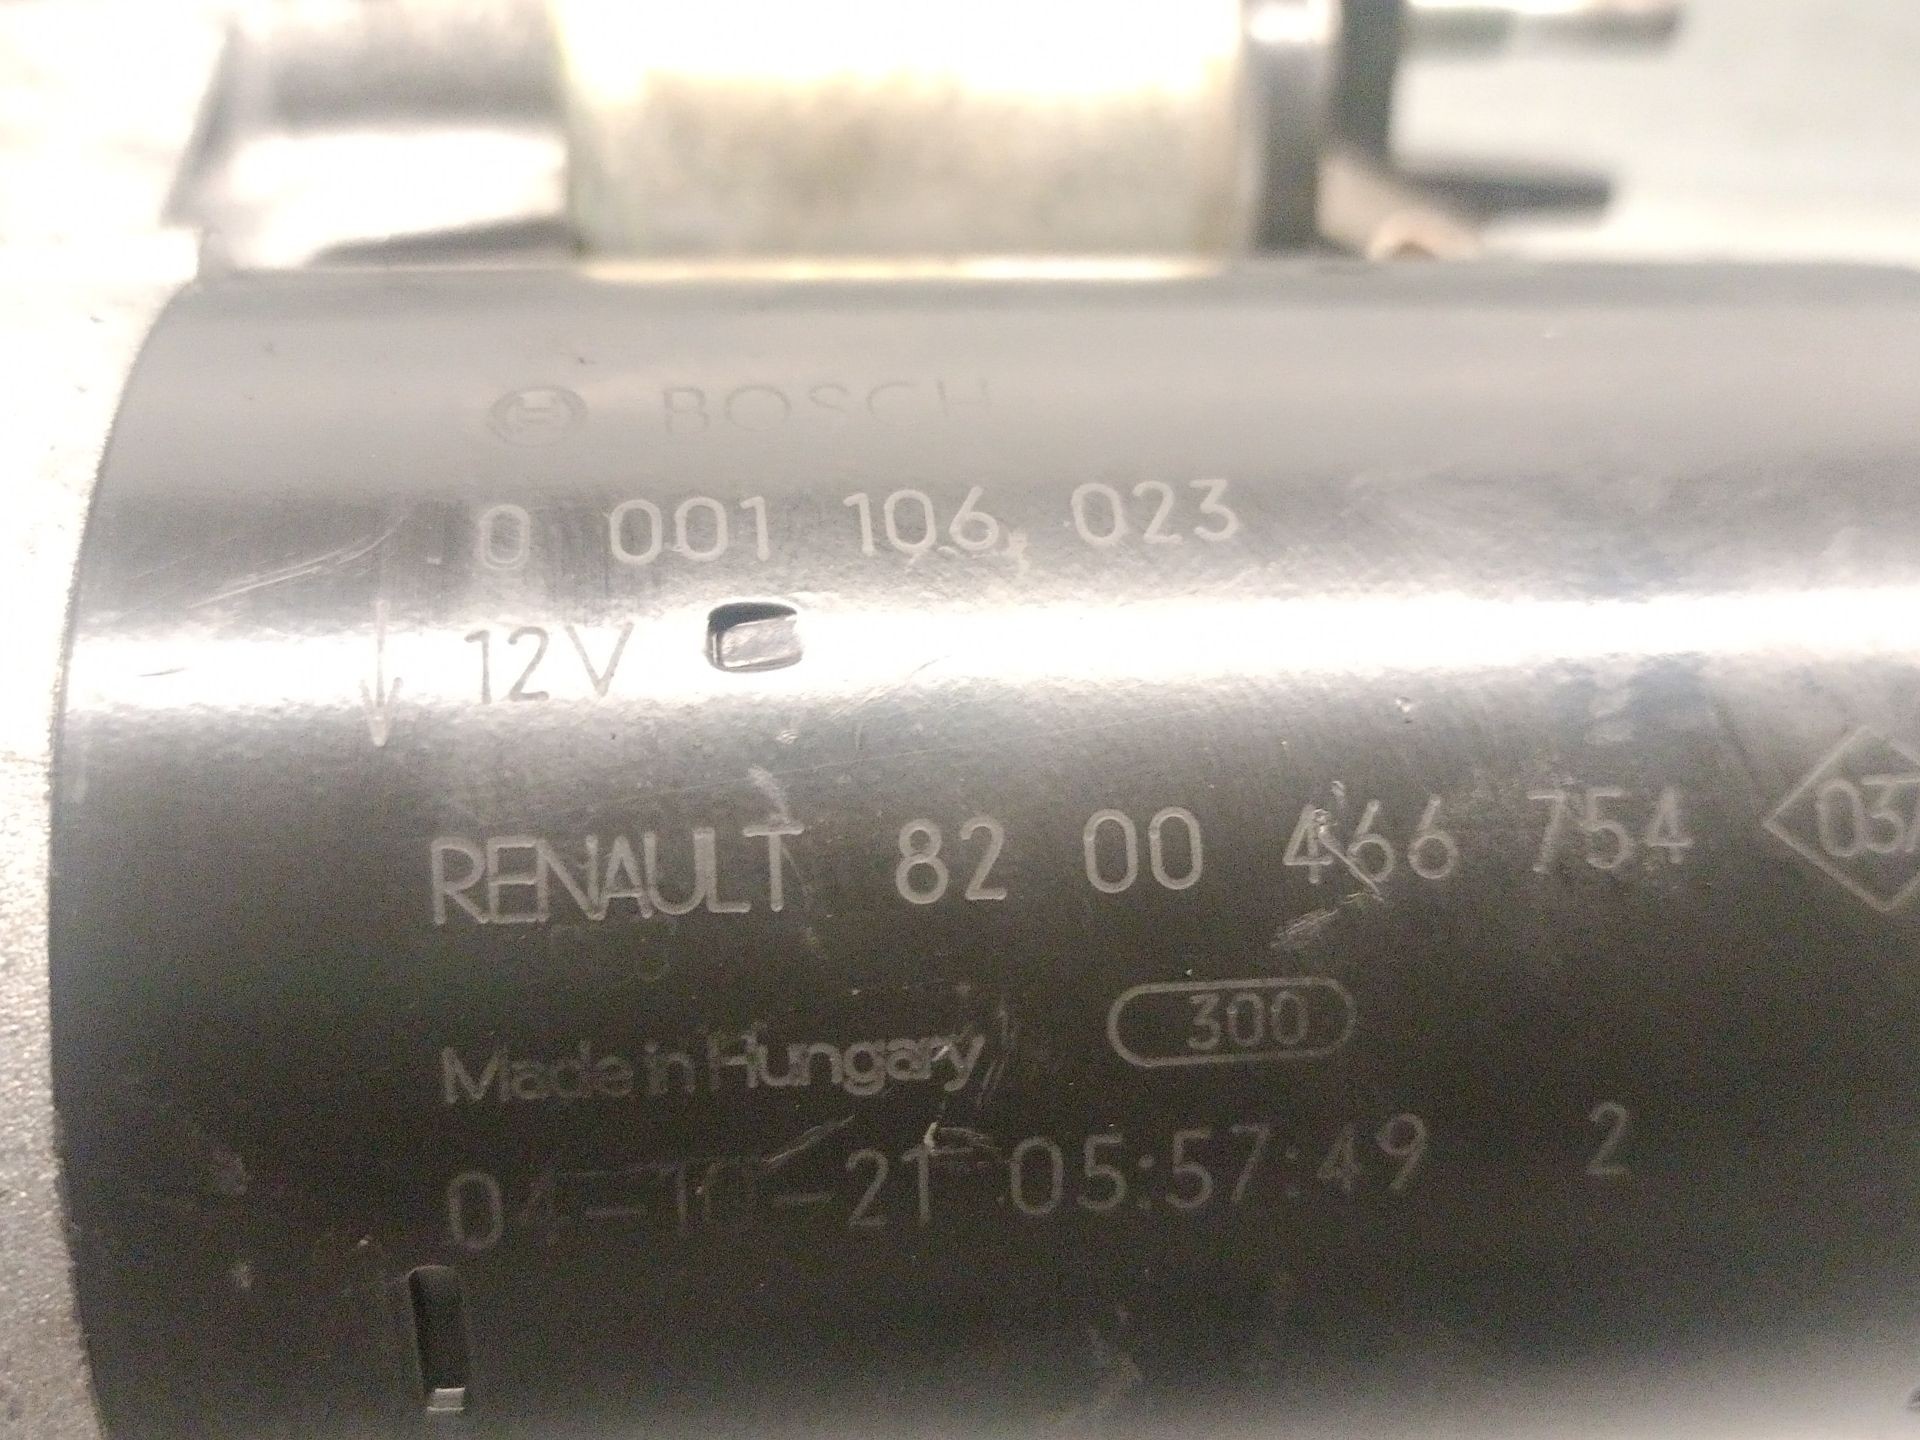 BOSCH
0 001 106 023
12V
RENAULT 82 00 466 754 03
Made in Hungary 300
04-10-21 05:57:49 2